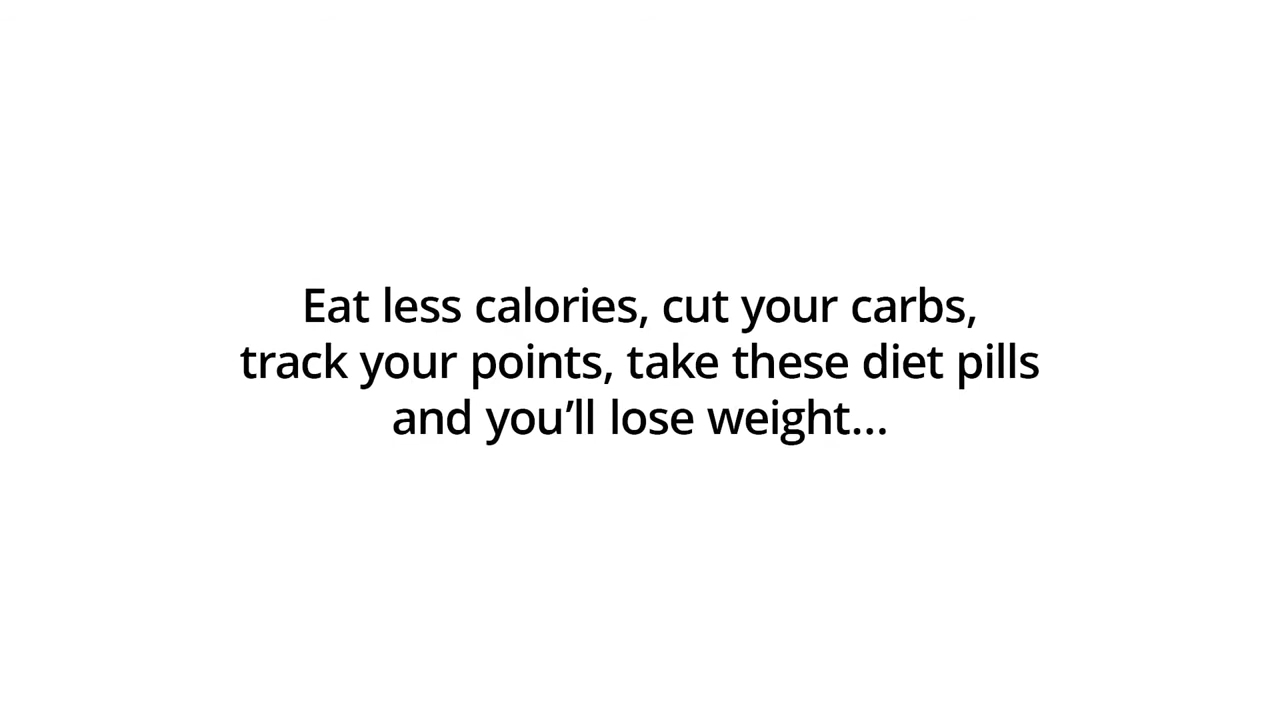 Eat less calories, cut your carbs,
track your points, take these diet pills
and you’ll lose weight...